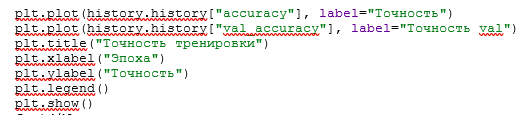 plt.plot(history.history["accuracy"], label="Точность")
plt.plot(history.history["val_accuracy"], label="Точность val")
plt.title("Точность тренировки")
plt.xlabel("Эпоха")
plt.ylabel("Точность")
plt.legend()
plt.show()